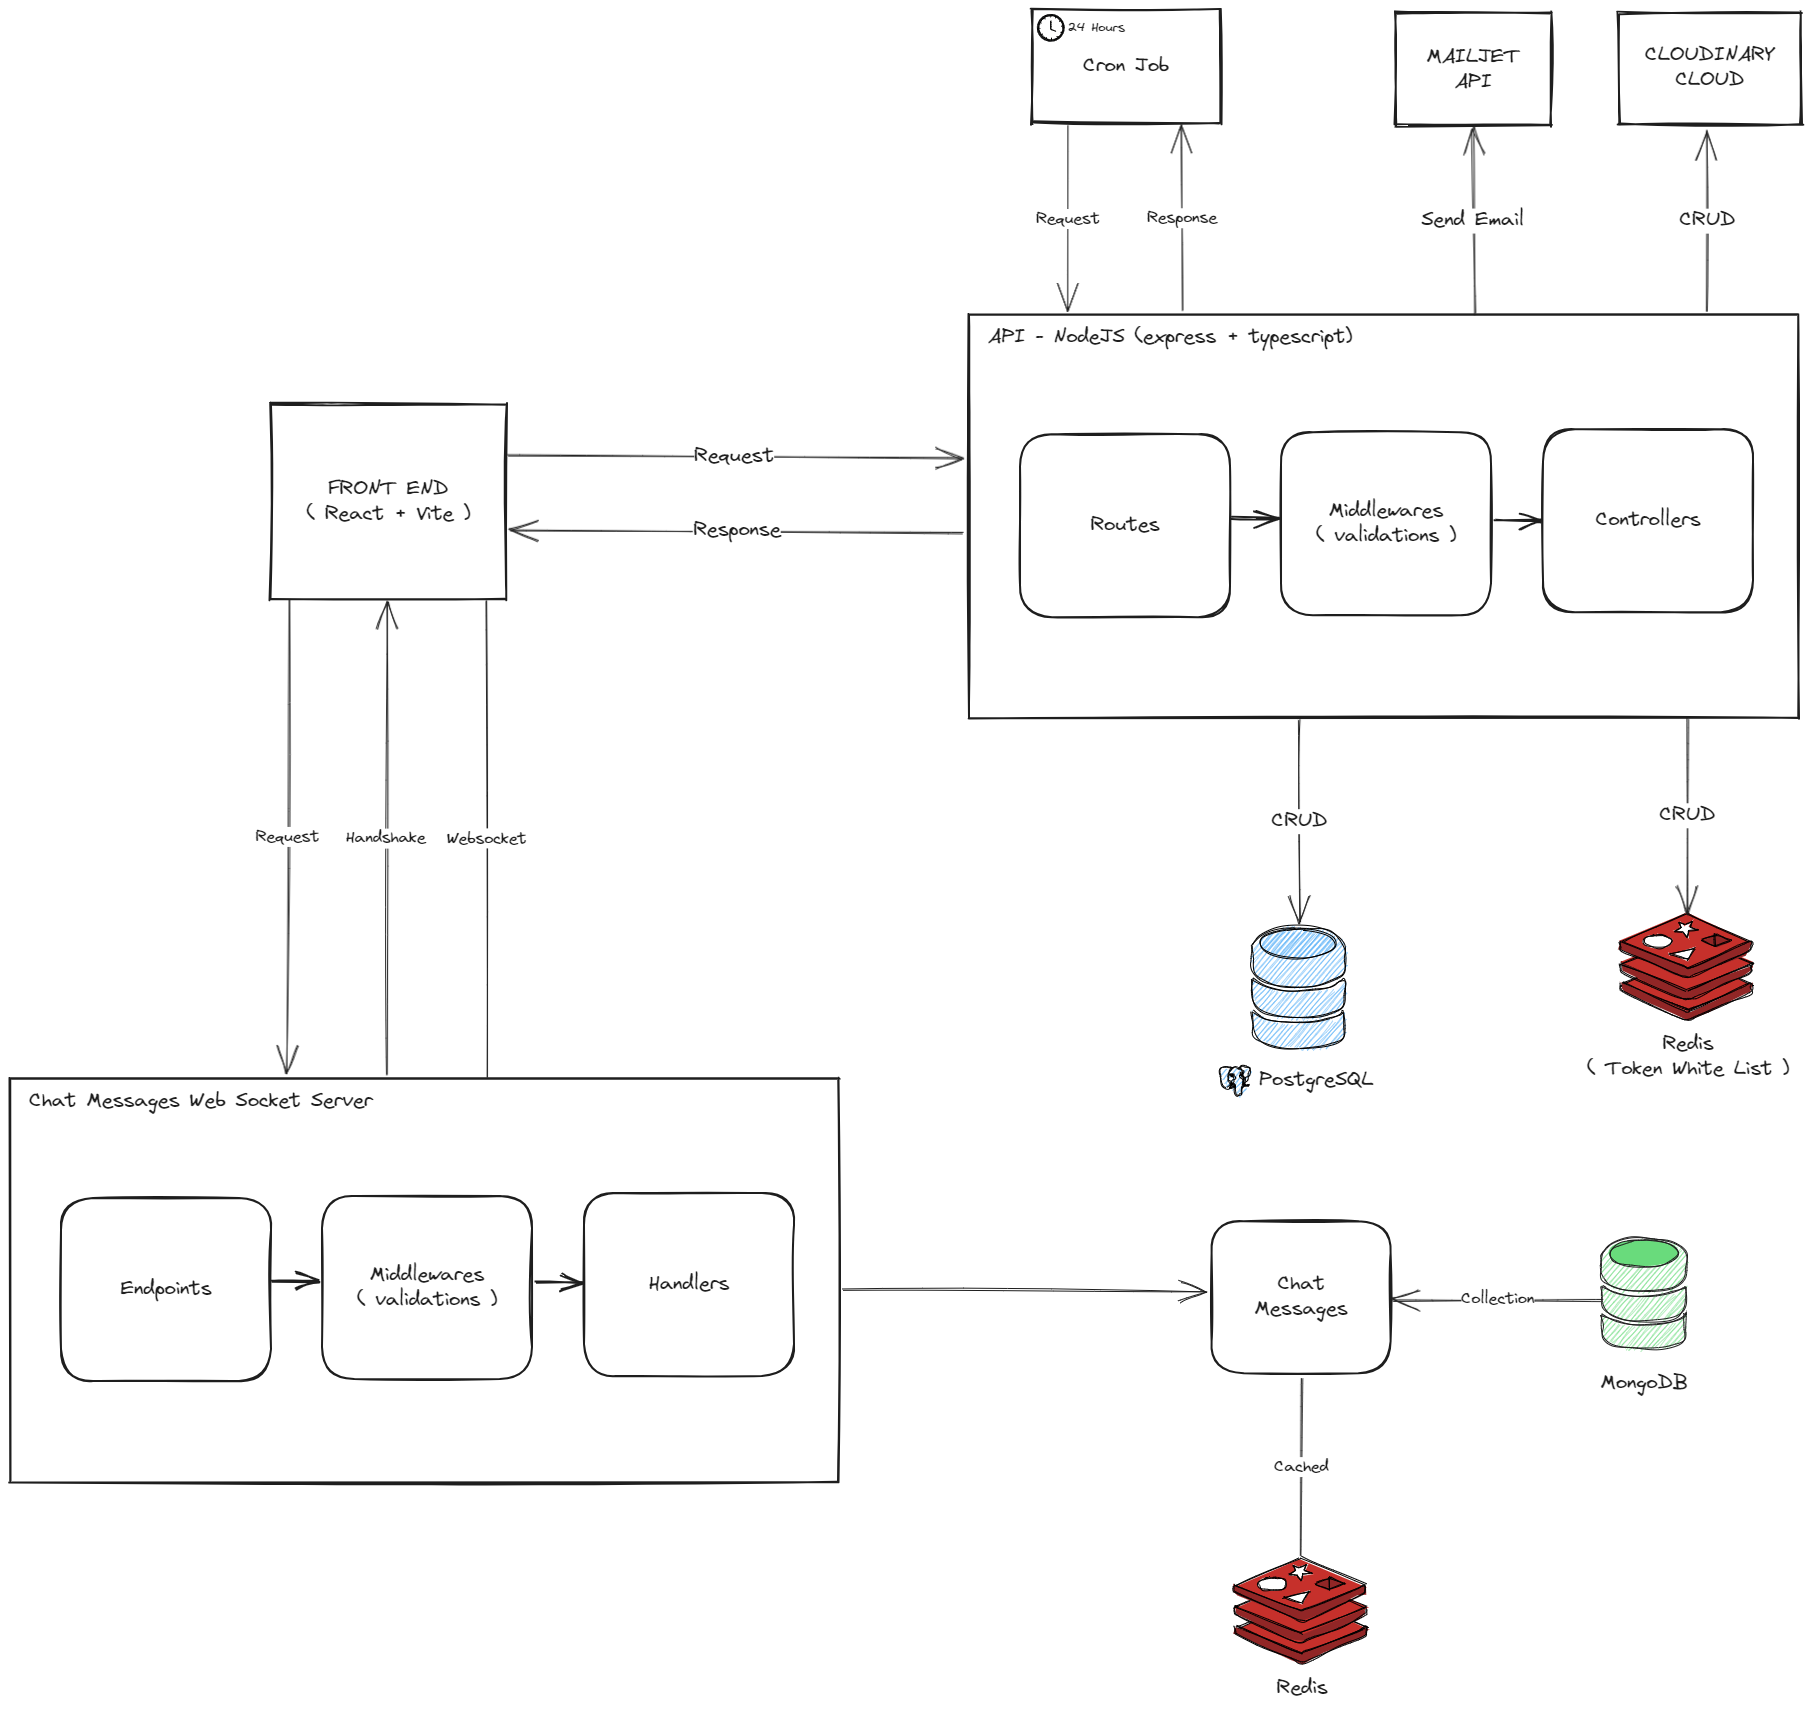 24 Hours
Cron Job
MAILJET
API
CLOUDINARY
CLOUD
Request
Response
Send Email
CRUD
API - NodeJS (express + typescript)
FRONT END
( React + Vite )
Request
Response
Routes
Middlewares
( validations )
Controllers
Request
Handshake
Websocket
CRUD
CRUD
PostgreSQL
Redis
( Token White List )
Chat Messages Web Socket Server
Endpoints
Middlewares
( validations )
Handlers
Chat
Messages
Collection
MongoDB
Cached
Redis